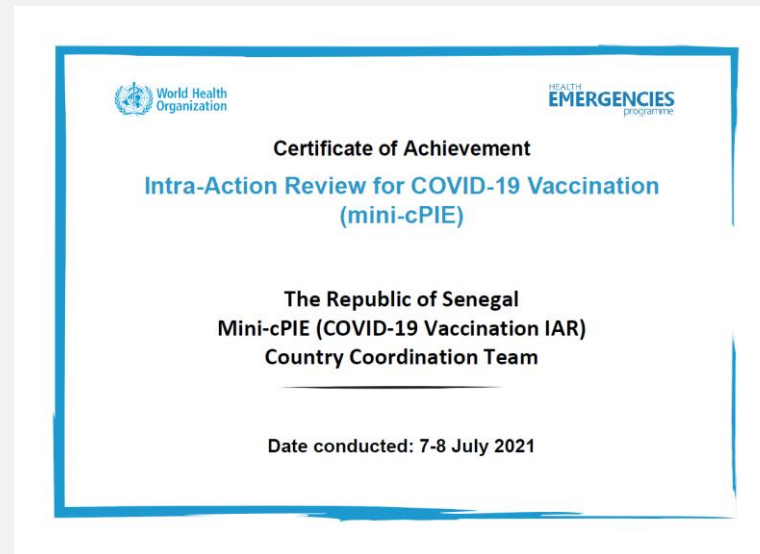 World Health
Organization
HEALTH
EMERGENCIES
programme
Certificate of Achievement
Intra-Action Review for COVID-19 Vaccination
(mini-cPIE)
The Republic of Senegal
Mini-cPIE (COVID-19 Vaccination IAR)
Country Coordination Team
Date conducted: 7-8 July 2021